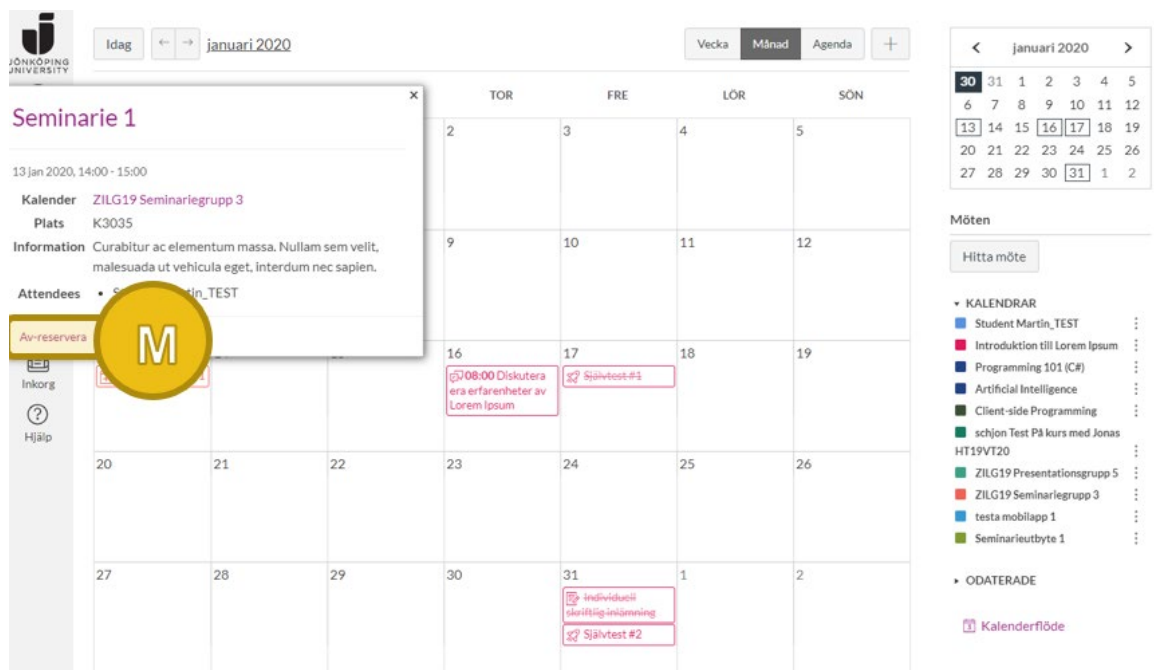 JÖNKÖPING
UNIVERSITY
Idag ← → januari 2020
Vecka Månad Agenda +
TOR FRE LÖR SÖN
×
Seminarie 1
13 jan 2020, 14:00 - 15:00
Kalender ZILG19 Seminariegrupp 3
Plats K3035
Information Curabitur ac elementum massa. Nullam sem velit,
malesuada ut vehicula eget, interdum nec sapien.
Attendees • _TEST
Av-reservera
M
Inkorg
Hjälp
2 3 4 5
9 10 11 12
16 17 18 19
08:00 Diskutera
era erfarenheter av
Lorem Ipsum
Självtest #1
20 21 22 23 24 25 26
27 28 29 30 31 1 2
Individuell
skriftlig inlämning
Självtest #2
januari 2020
30 31 1 2 3 4 5
6 7 8 9 10 11 12
13 14 15 16 17 18 19
20 21 22 23 24 25 26
27 28 29 30 31 1 2
Möten
Hitta möte
KALENDRAR
Student Martin_TEST
Introduktion till Lorem Ipsum
Programming 101 (C#)
Artificial Intelligence
Client-side Programming
schjon Test På kurs med Jonas
HT19VT20
ZILG19 Presentationsgrupp 5
ZILG19 Seminariegrupp 3
testa mobilapp 1
Seminarieutbyte 1
ODATERADE
Kalenderflöde